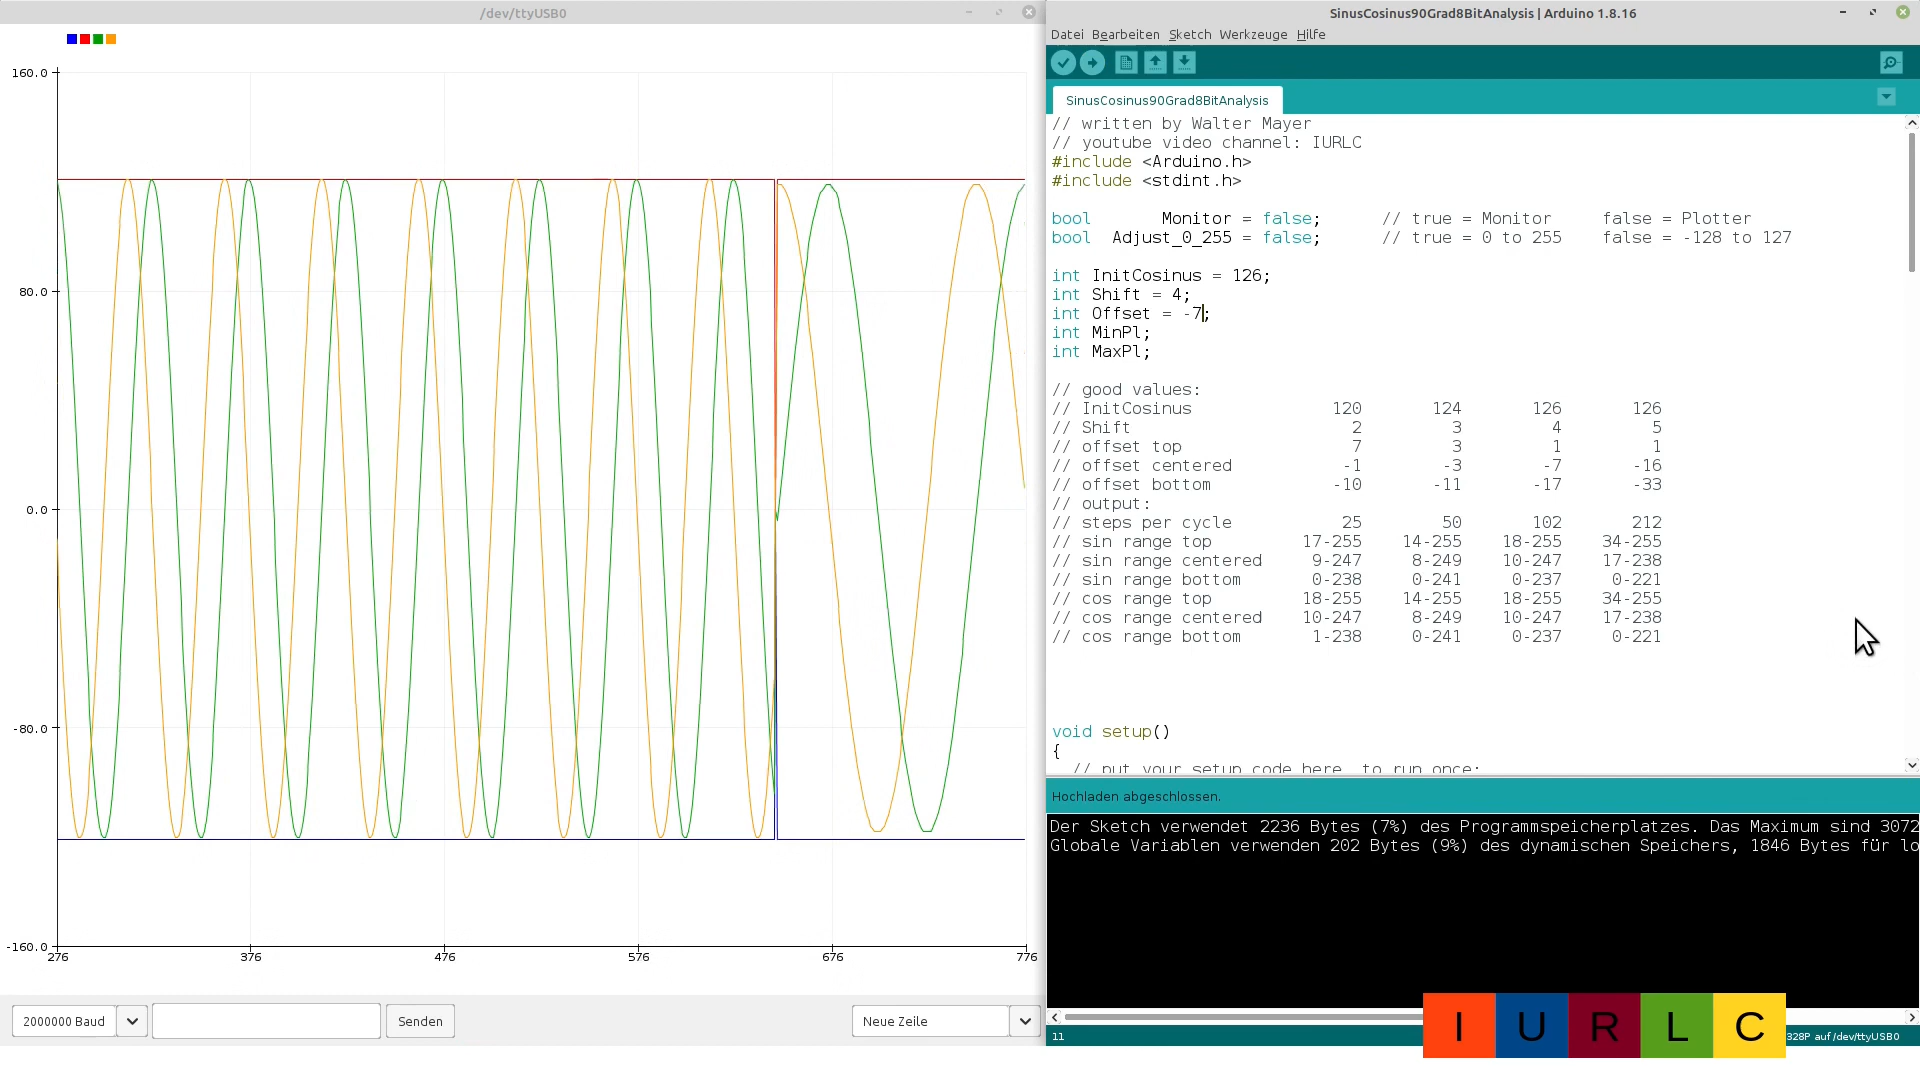 /dev/ttyUSB0
160.0
80.0
0.0
-80.0
-160.0
276 376 476 576 676 776
2000000 Baud Senden Neue Zeile
SinusCosinus90Grad8BitAnalysis | Arduino 1.8.16
Datei Bearbeiten Sketch Werkzeuge Hilfe
SinusCosinus90Grad8BitAnalysis
// written by Walter Mayer
// youtube video channel: IURLC
#include <Arduino.h>
#include <stdint.h>
bool Monitor = false; // true = Monitor false = Plotter
bool Adjust_0_255 = false; // true = 0 to 255 false = -128 to 127
int InitCosinus = 126;
int Shift = 4;
int Offset = -7;
int MinPl;
int MaxPl;
// good values:
// InitCosinus 120 124 126 126
// Shift 2 3 4 5
// offset top 7 3 1 1
// offset centered -1 -3 -7 -16
// offset bottom -10 -11 -17 -33
// output:
// steps per cycle 25 50 102 212
// sin range top 17-255 14-255 18-255 34-255
// sin range centered 9-247 8-249 10-247 17-238
// sin range bottom 0-238 0-241 0-237 0-221
// cos range top 18-255 14-255 18-255 34-255
// cos range centered 10-247 8-249 10-247 17-238
// cos range bottom 1-238 0-241 0-237 0-221
void setup()
{
// put your setup code here, to run once:
Hochladen abgeschlossen.
Der Sketch verwendet 2236 Bytes (7%) des Programmspeicherplatzes. Das Maximum sind 3072
Globale Variablen verwenden 202 Bytes (9%) des dynamischen Speichers, 1846 Bytes für lo
I U R L C
11 328P auf /dev/ttyUSB0